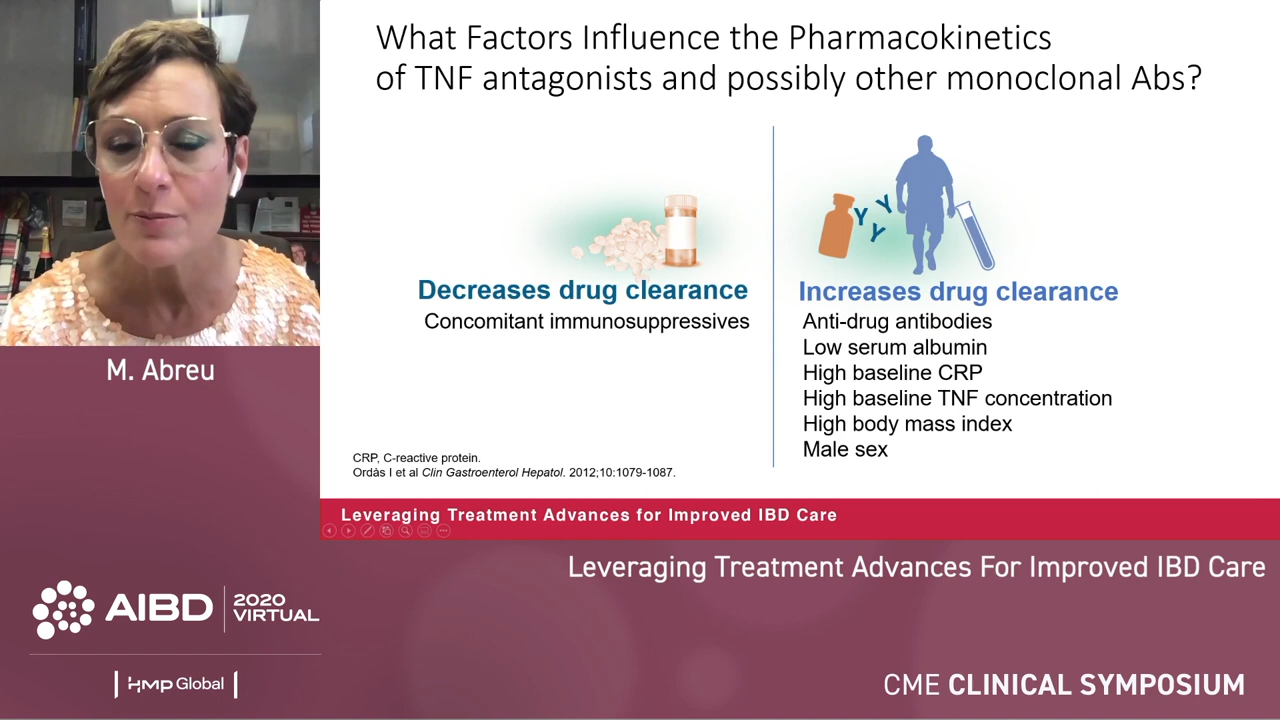 What Factors Influence the Pharmacokinetics
of TNF antagonists and possibly other monoclonal Abs?
Decreases drug clearance
Concomitant immunosuppressives
Increases drug clearance
Anti-drug antibodies
Low serum albumin
High baseline CRP
High baseline TNF concentration
High body mass index
Male sex
CRP, C-reactive protein.
Ordàs I et al Clin Gastroenterol Hepatol. 2012;10:1079-1087.
Leveraging Treatment Advances for Improved IBD Care
M. Abreu
Leveraging Treatment Advances For Improved IBD Care
AIBD
2020
VIRTUAL
HMP Global
CME CLINICAL SYMPOSIUM